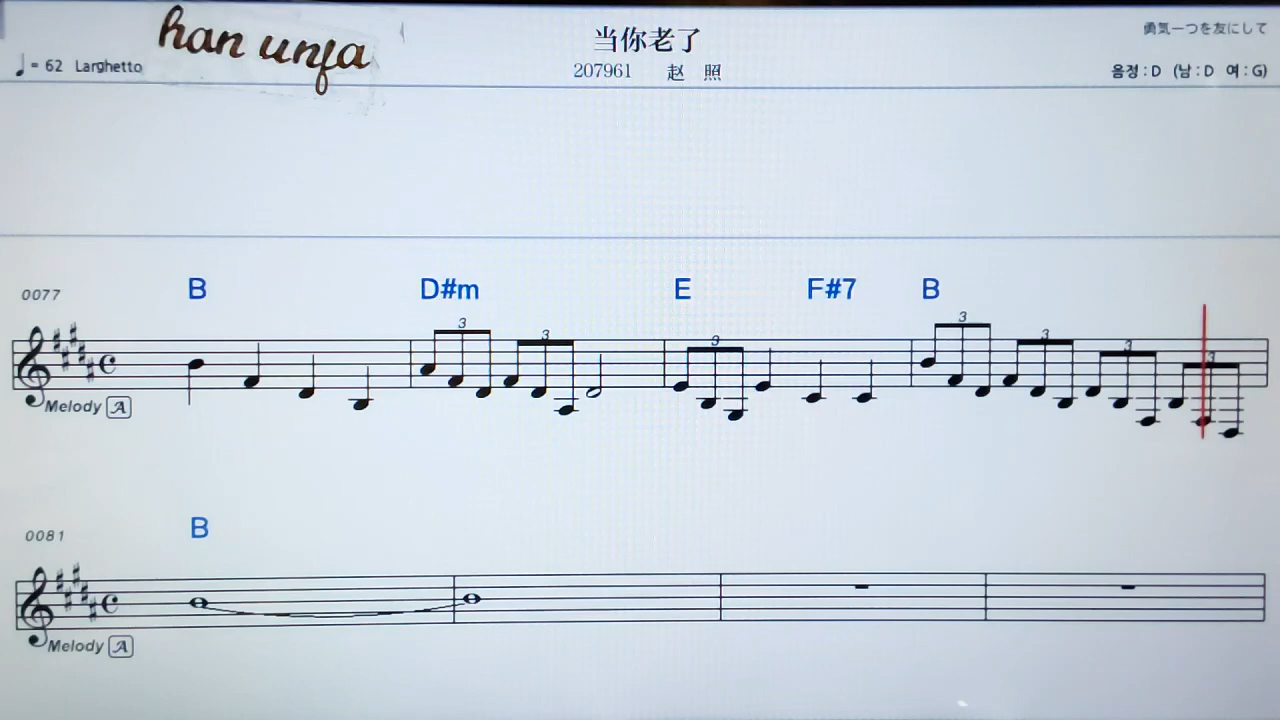 han unfa
当你老了
勇気一つを友にして
♩= 62 Larghetto
207961 赵 照
음정 : D (남 : D 여 : G)
0077
B D#m E F#7 B
3 3 3 3 3 3 3
Melody A
0081
B
Melody A